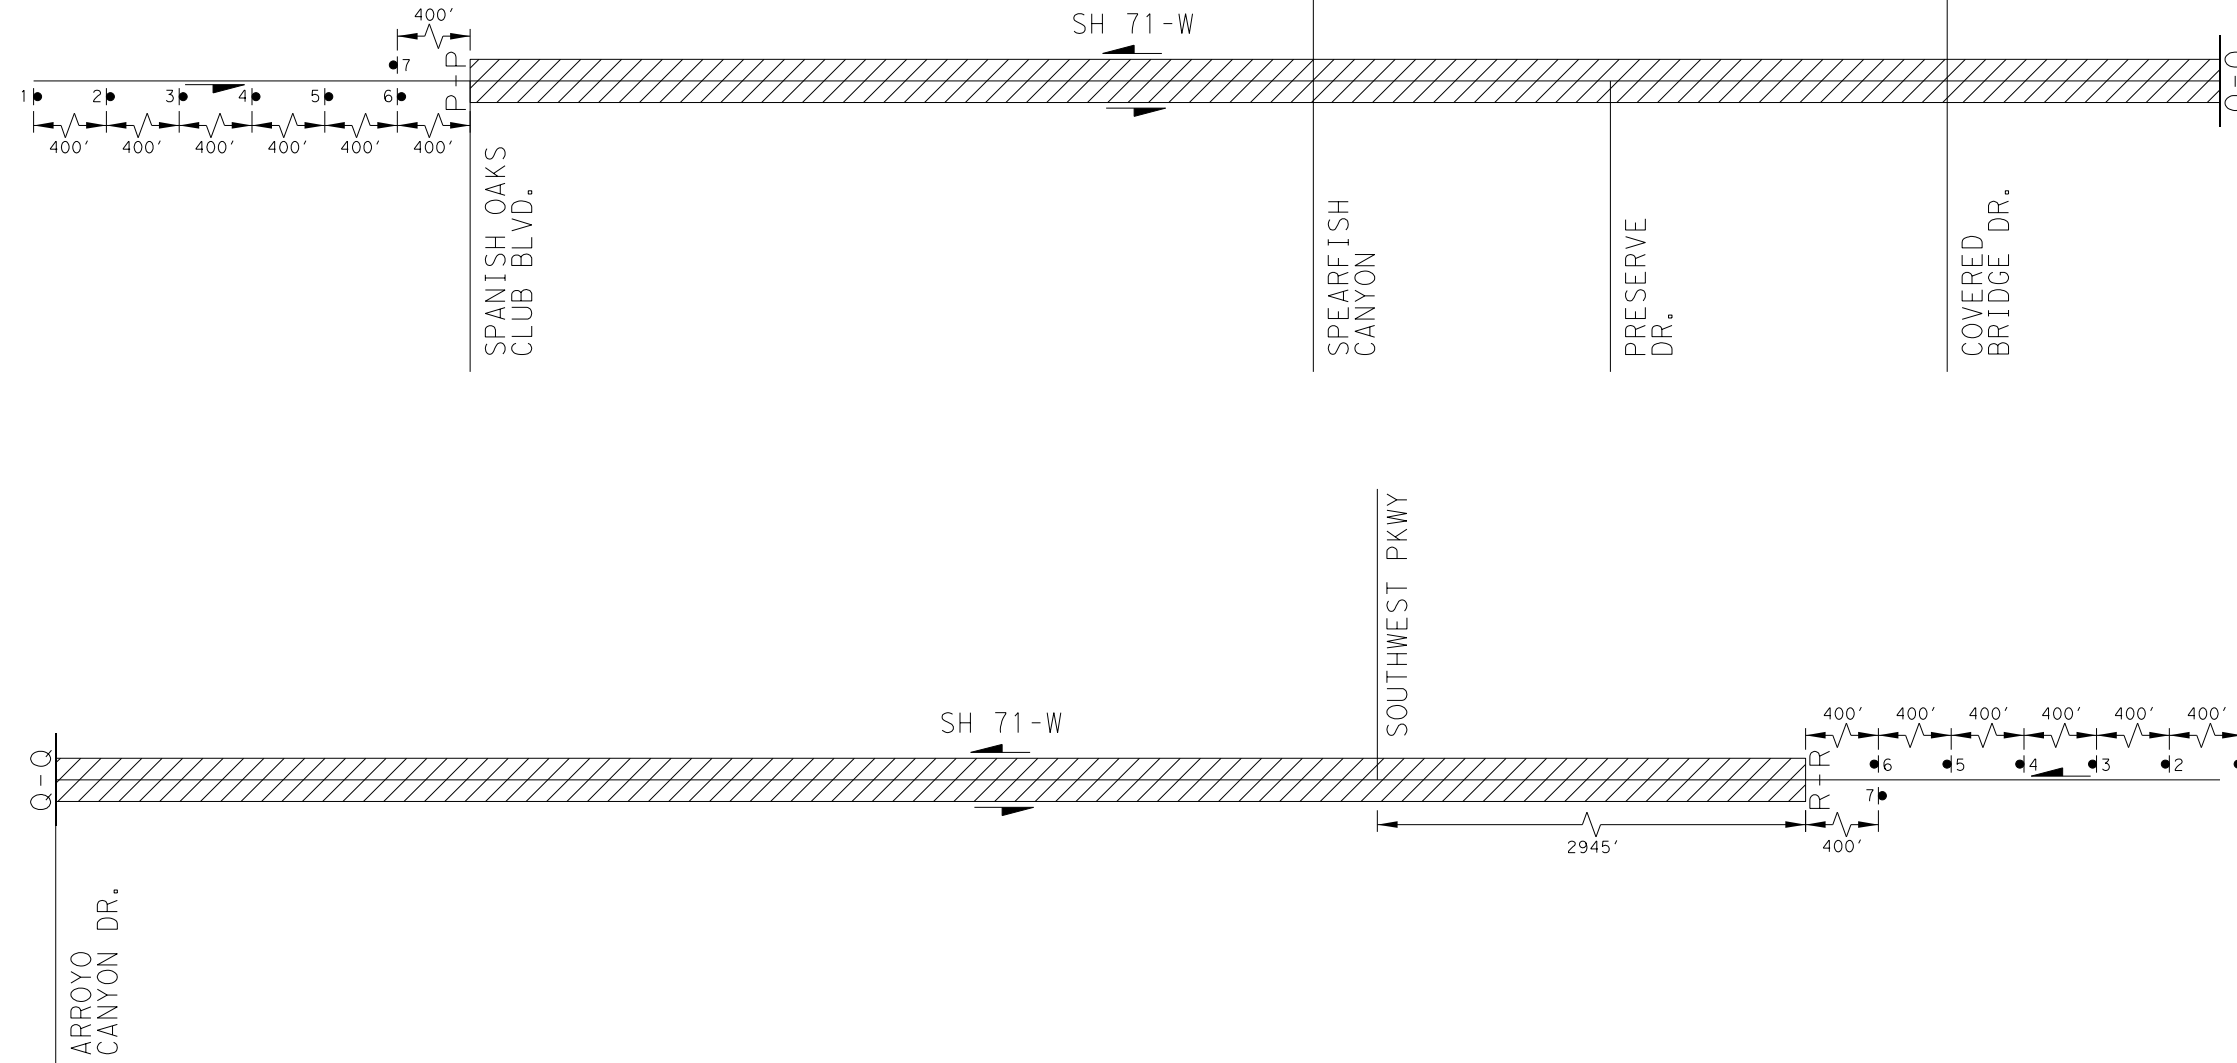 400'
SH 71-W
7
P-P
1
2
3
4
5
6
400'
400'
400'
400'
400'
400'
SPANISH OAKS
CLUB BLVD.
SPEARFISH
CANYON
PRESERVE
DR.
COVERED
BRIDGE DR.
SOUTHWEST PKWY
SH 71-W
Q-Q
400'
400'
400'
400'
400'
400'
R-R
6
5
4
3
2
7
2945'
400'
ARROYO
CANYON DR.